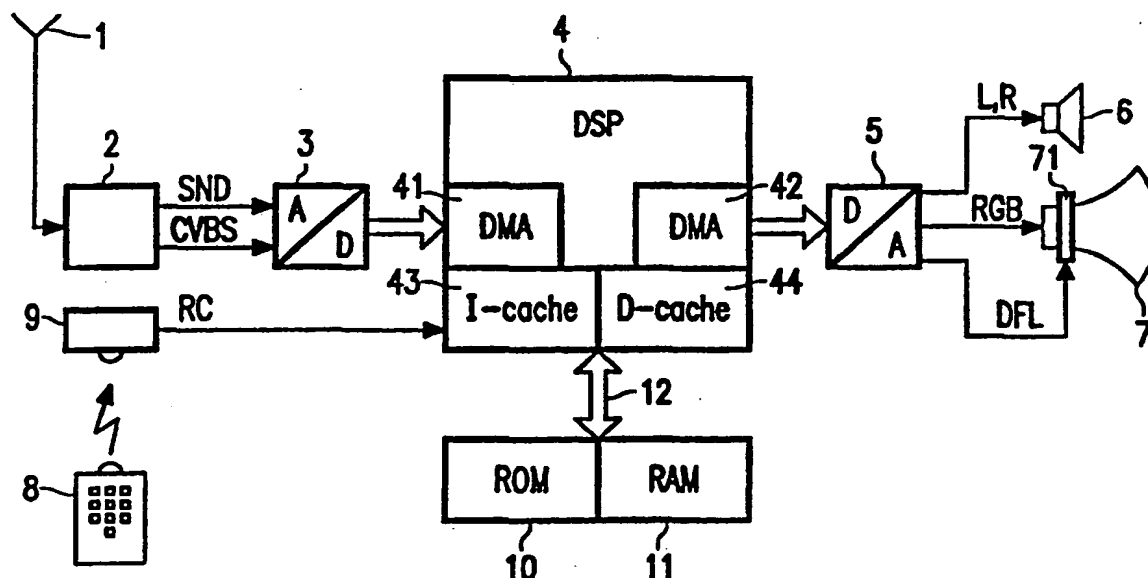 1
4
DSP
L,R
6
2
3
5
71
SND
41
42
A
D
RGB
CVBS
DMA
DMA
D
A
43
44
7
9
RC
I-cache
D-cache
DFL
12
8
ROM
RAM
10
11